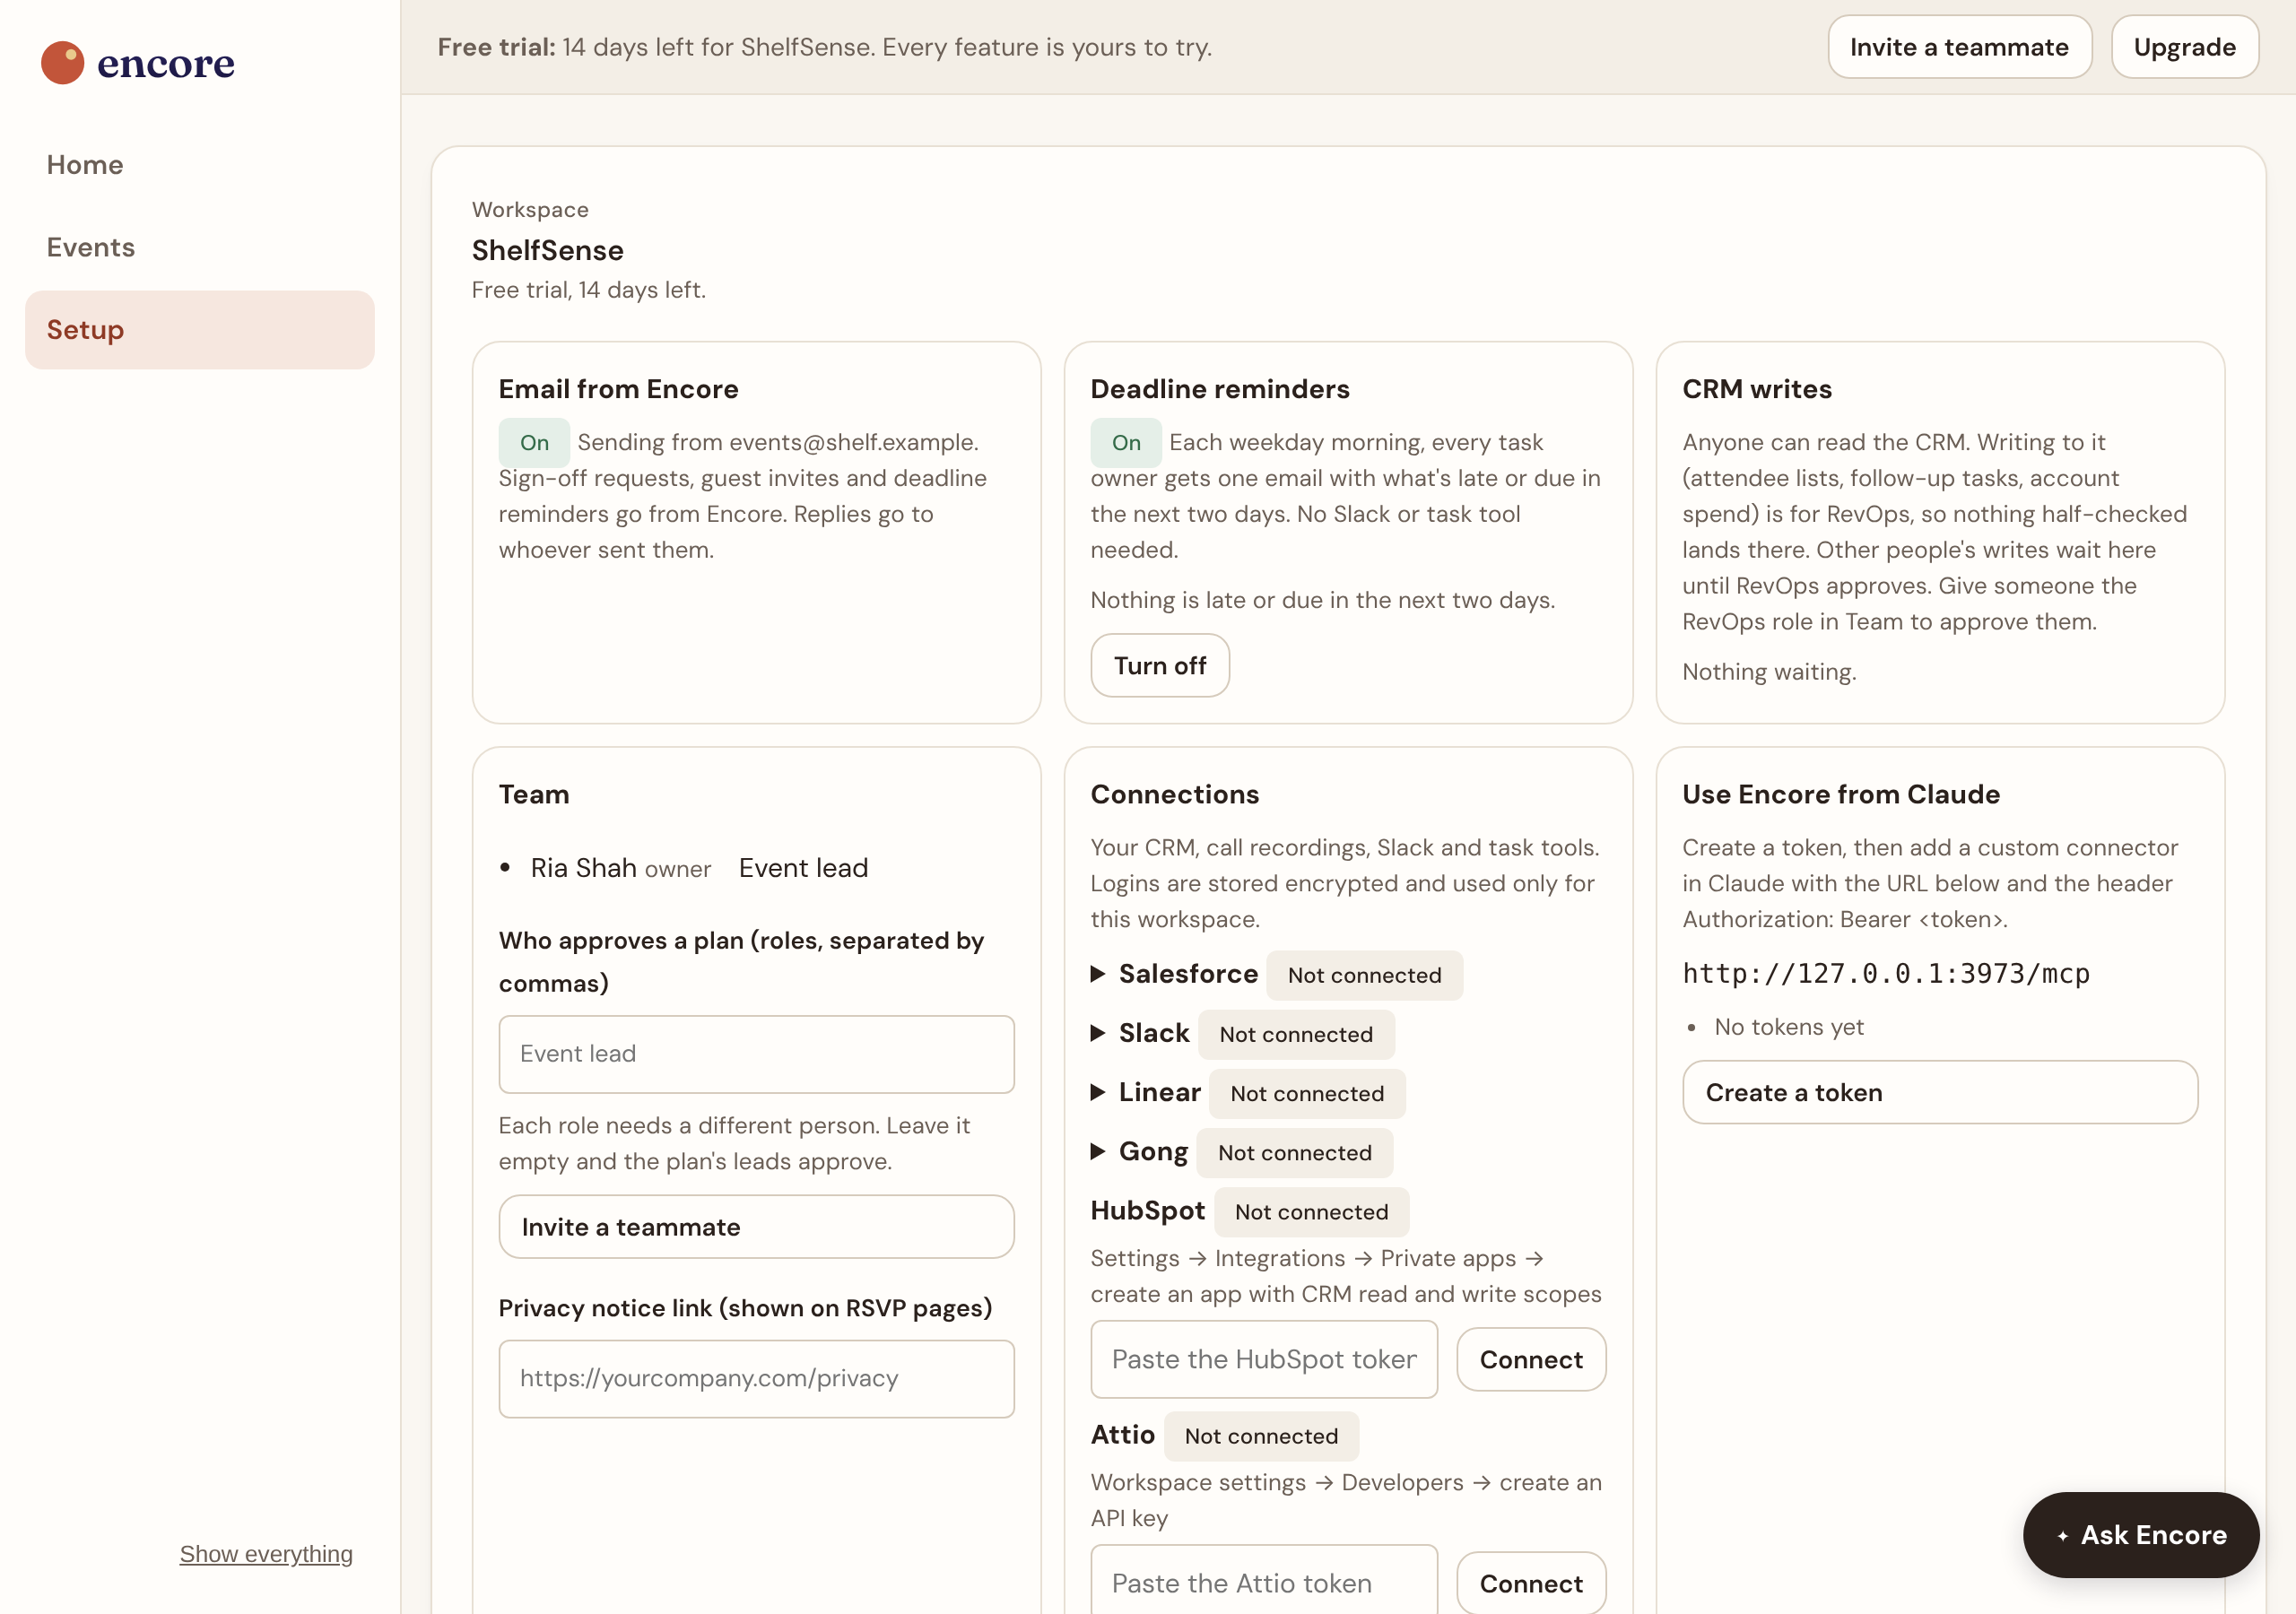 encore
Home
Events
Setup
Show everything
Free trial: 14 days left for ShelfSense. Every feature is yours to try.
Invite a teammate
Upgrade
Workspace
ShelfSense
Free trial, 14 days left.
Email from Encore
On Sending from events@shelf.example.
Sign-off requests, guest invites and deadline
reminders go from Encore. Replies go to
whoever sent them.
Deadline reminders
On Each weekday morning, every task
owner gets one email with what's late or due in
the next two days. No Slack or task tool
needed.
Nothing is late or due in the next two days.
Turn off
CRM writes
Anyone can read the CRM. Writing to it
(attendee lists, follow-up tasks, account
spend) is for RevOps, so nothing half-checked
lands there. Other people's writes wait here
until RevOps approves. Give someone the
RevOps role in Team to approve them.
Nothing waiting.
Team
• Ria Shah owner Event lead
Who approves a plan (roles, separated by
commas)
Event lead
Each role needs a different person. Leave it
empty and the plan's leads approve.
Invite a teammate
Privacy notice link (shown on RSVP pages)
https://yourcompany.com/privacy
Connections
Your CRM, call recordings, Slack and task tools.
Logins are stored encrypted and used only for
this workspace.
▶ Salesforce Not connected
▶ Slack Not connected
▶ Linear Not connected
▶ Gong Not connected
HubSpot Not connected
Settings → Integrations → Private apps →
create an app with CRM read and write scopes
Paste the HubSpot token
Connect
Attio Not connected
Workspace settings → Developers → create an
API key
Paste the Attio token
Connect
Use Encore from Claude
Create a token, then add a custom connector
in Claude with the URL below and the header
Authorization: Bearer <token>.
http://127.0.0.1:3973/mcp
• No tokens yet
Create a token
✦ Ask Encore